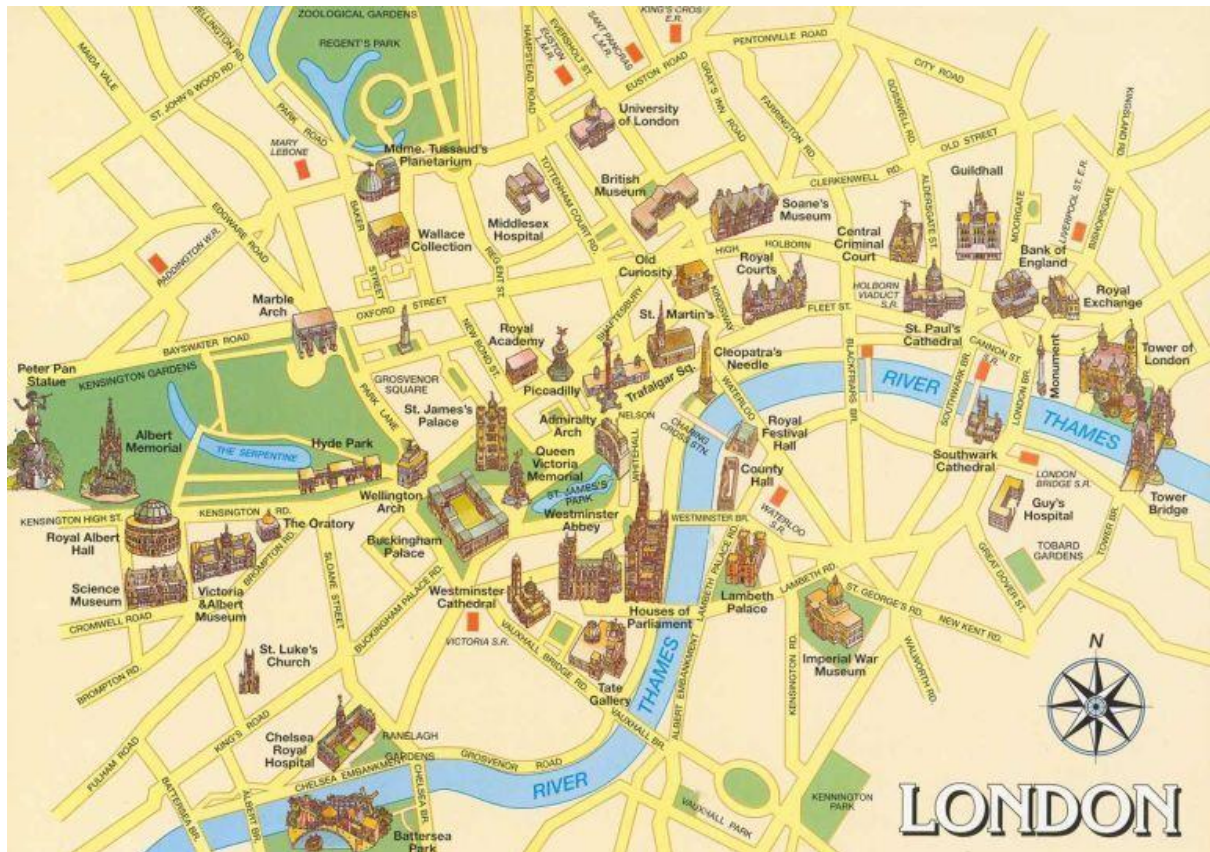 ZOOLOGICAL GARDENS
REGENT'S PARK
MAIDA VALE
ST. JOHN'S WOOD RD.
WELLINGTON RD.
PARK ROAD
HAMPSTEAD ROAD
EVERSHOLT ST.
EUSTON
L.M.R.
SANT PANCRAS
L.M.R.
KING'S CROS
E.R.
EUSTON ROAD
PENTONVILLE ROAD
GRAY'S INN ROAD
FARRINGTON RD.
CITY ROAD
GOSWELL RD.
OLD STREET
KINGSLAND RD.
MARY
LEBONE
Mdme. Tussaud's
Planetarium
University
of London
British
Museum
TOTTENHAM COURT RD.
Middlesex
Hospital
Wallace
Collection
BAKER
STREET
EDGWARE ROAD
PADDINGTON W.R.
REGENT ST.
CLERKENWELL RD.
Soane's
Museum
ALDERSGATE ST.
Guildhall
MOORGATE
LIVERPOOL ST. E.R.
BISHOPSGATE
Central
Criminal
Court
HIGH
HOLBORN
Old
Curiosity
Royal
Courts
KINGSWAY
FLEET ST.
HOLBORN
VIADUCT
S.R.
Bank of
England
Royal
Exchange
Marble
Arch
OXFORD STREET
BAYSWATER ROAD
NEW BOND ST.
Royal
Academy
SHAFTESBURY
St. Martin's
Piccadilly
Trafalgar Sq.
Cleopatra's
Needle
St. Paul's
Cathedral
CANNON ST.
S.R.
Monument
Tower of
London
Peter Pan
Statue
KENSINGTON GARDENS
GROSVENOR
SQUARE
PARK LANE
St. James's
Palace
Admiralty
Arch
NELSON
WHITEHALL
CHARING
CROSS STN.
WATERLOO
BLACKFRIARS BR.
RIVER
SOUTHWARK BR.
LONDON BR.
THAMES
Albert
Memorial
THE SERPENTINE
Hyde Park
Wellington
Arch
Queen
Victoria
Memorial
ST. JAMES'S
PARK
Royal
Festival
Hall
County
Hall
WATERLOO
S.R.
Southwark
Cathedral
LONDON
BRIDGE S.R.
Guy's
Hospital
Tower
Bridge
TOWER BR.
TOBARD
GARDENS
GREAT DOVER ST.
KENSINGTON HIGH ST.
KENSINGTON RD.
The Oratory
Royal Albert
Hall
Buckingham
Palace
Westminster
Abbey
WESTMINSTER BR.
Science
Museum
Victoria
&Albert
Museum
BROMPTON RD.
SLOANE STREET
BUCKINGHAM PALACE RD.
Westminster
Cathedral
VICTORIA S.R.
Houses of
Parliament
LAMBETH PALACE RD.
Lambeth
Palace
LAMBETH RD.
ST. GEORGE'S RD.
NEW KENT RD.
CROMWELL ROAD
BROMPTON RD.
St. Luke's
Church
VAUXHALL BRIDGE RD.
Tate
Gallery
THAMES
ALBERT EMBANKMENT
KENSINGTON RD.
Imperial War
Museum
WALWORTH RD.
N
FULHAM ROAD
KING'S ROAD
Chelsea
Royal
Hospital
RANELAGH
GARDENS
GROSVENOR ROAD
VAUXHALL BR.
BATTERSEA BR.
ALBERT BR.
CHELSEA EMBANKMENT
CHELSEA BR.
RIVER
Battersea
Park
VAUXHALL PARK
KENNINGTON
PARK
LONDON